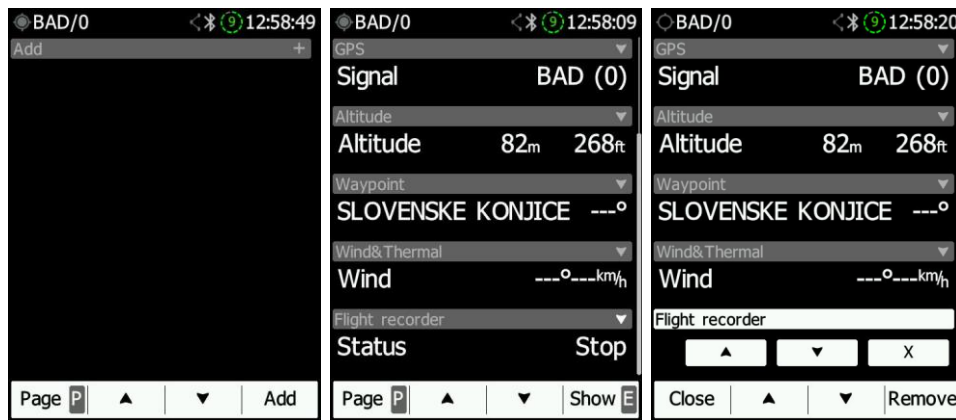 BAD/0 9 12:58:49
Add +
Page P Add
BAD/0 9 12:58:09
GPS
Signal BAD (0)
Altitude
Altitude 82m 268ft
Waypoint
SLOVENSKE KONJICE ---°
Wind&Thermal
Wind ---°---km/h
Flight recorder
Status Stop
Page P Show E
BAD/0 9 12:58:20
GPS
Signal BAD (0)
Altitude
Altitude 82m 268ft
Waypoint
SLOVENSKE KONJICE ---°
Wind&Thermal
Wind ---°---km/h
Flight recorder
X
Close Remove